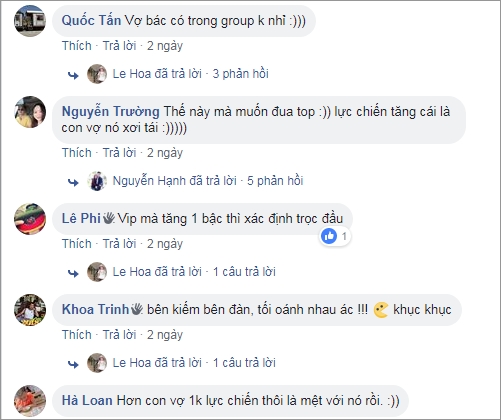 Quốc Tấn Vợ bác có trong group k nhỉ :)))
Thích · Trả lời · 2 ngày
Le Hoa đã trả lời · 3 phản hồi
Nguyễn Trường Thế này mà muốn đua top :)) lực chiến tăng cái là
con vợ nó xơi tái :)))))
Thích · Trả lời · 2 ngày
Nguyễn Hạnh đã trả lời · 5 phản hồi
Lê Phi Vip mà tăng 1 bậc thì xác định trọc đầu
1
Thích · Trả lời · 2 ngày
Le Hoa đã trả lời · 1 câu trả lời
Khoa Trinh bên kiếm bên đàn, tối oánh nhau ác !!! khục khục
Thích · Trả lời · 2 ngày
Le Hoa đã trả lời · 1 câu trả lời
Hà Loan Hơn con vợ 1k lực chiến thôi là mệt với nó rồi. :))